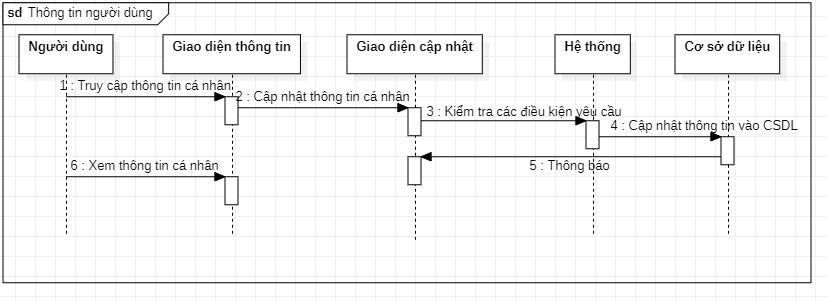 sd Thông tin người dùng
Người dùng
Giao diện thông tin
Giao diện cập nhật
Hệ thống
Cơ sở dữ liệu
1 : Truy cập thông tin cá nhân
2 : Cập nhật thông tin cá nhân
3 : Kiểm tra các điều kiện yêu cầu
4 : Cập nhật thông tin vào CSDL
5 : Thông báo
6 : Xem thông tin cá nhân